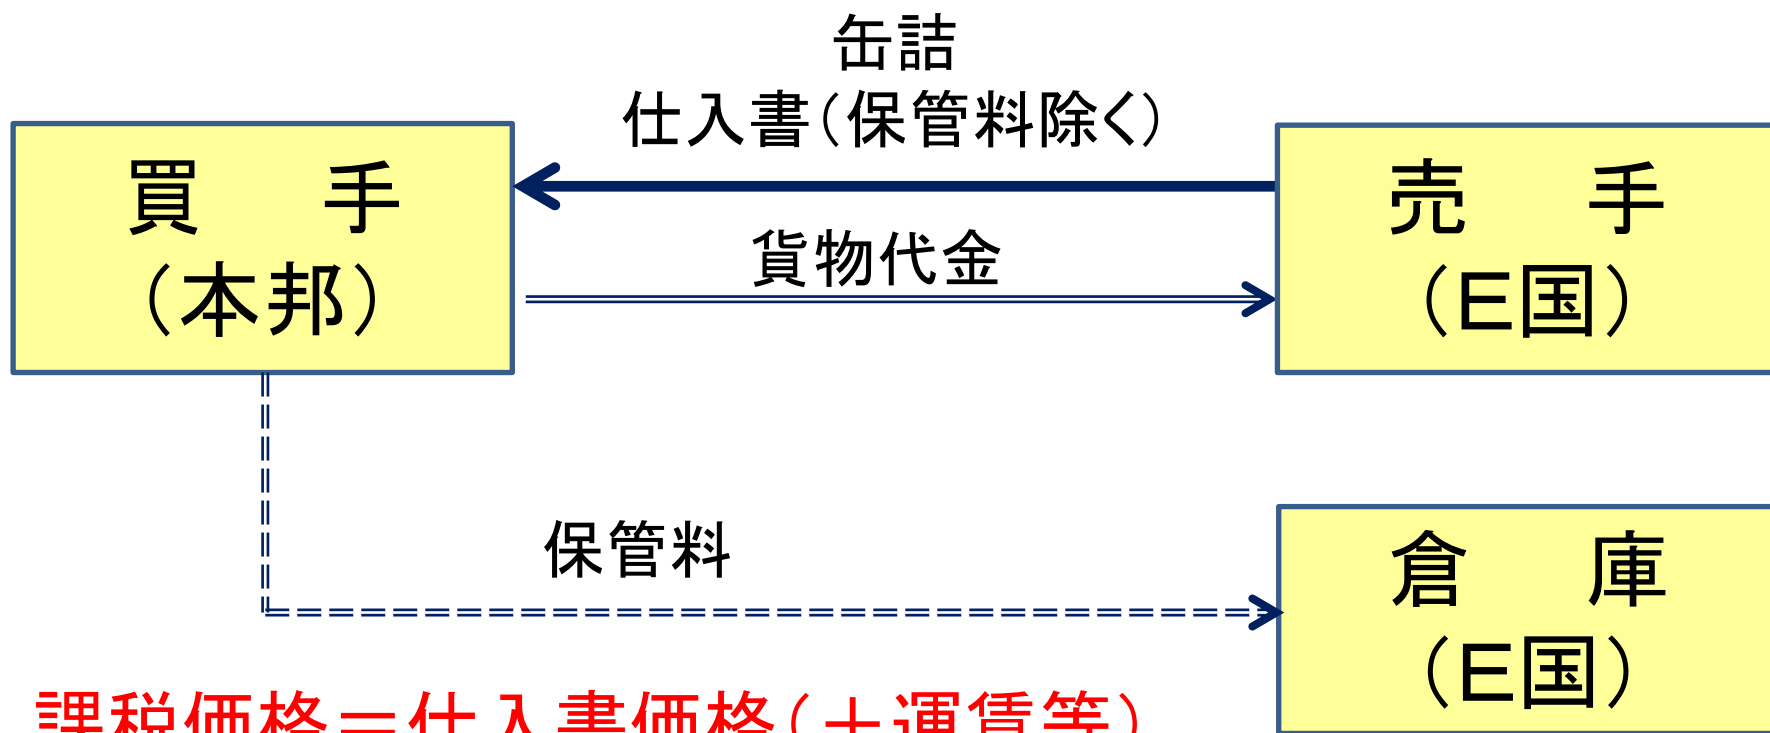 缶詰
仕入書(保管料除く)
買 手
(本邦)
売 手
(E国)
貨物代金
保管料
倉 庫
(E国)
課税価格=仕入書価格(+運賃等)